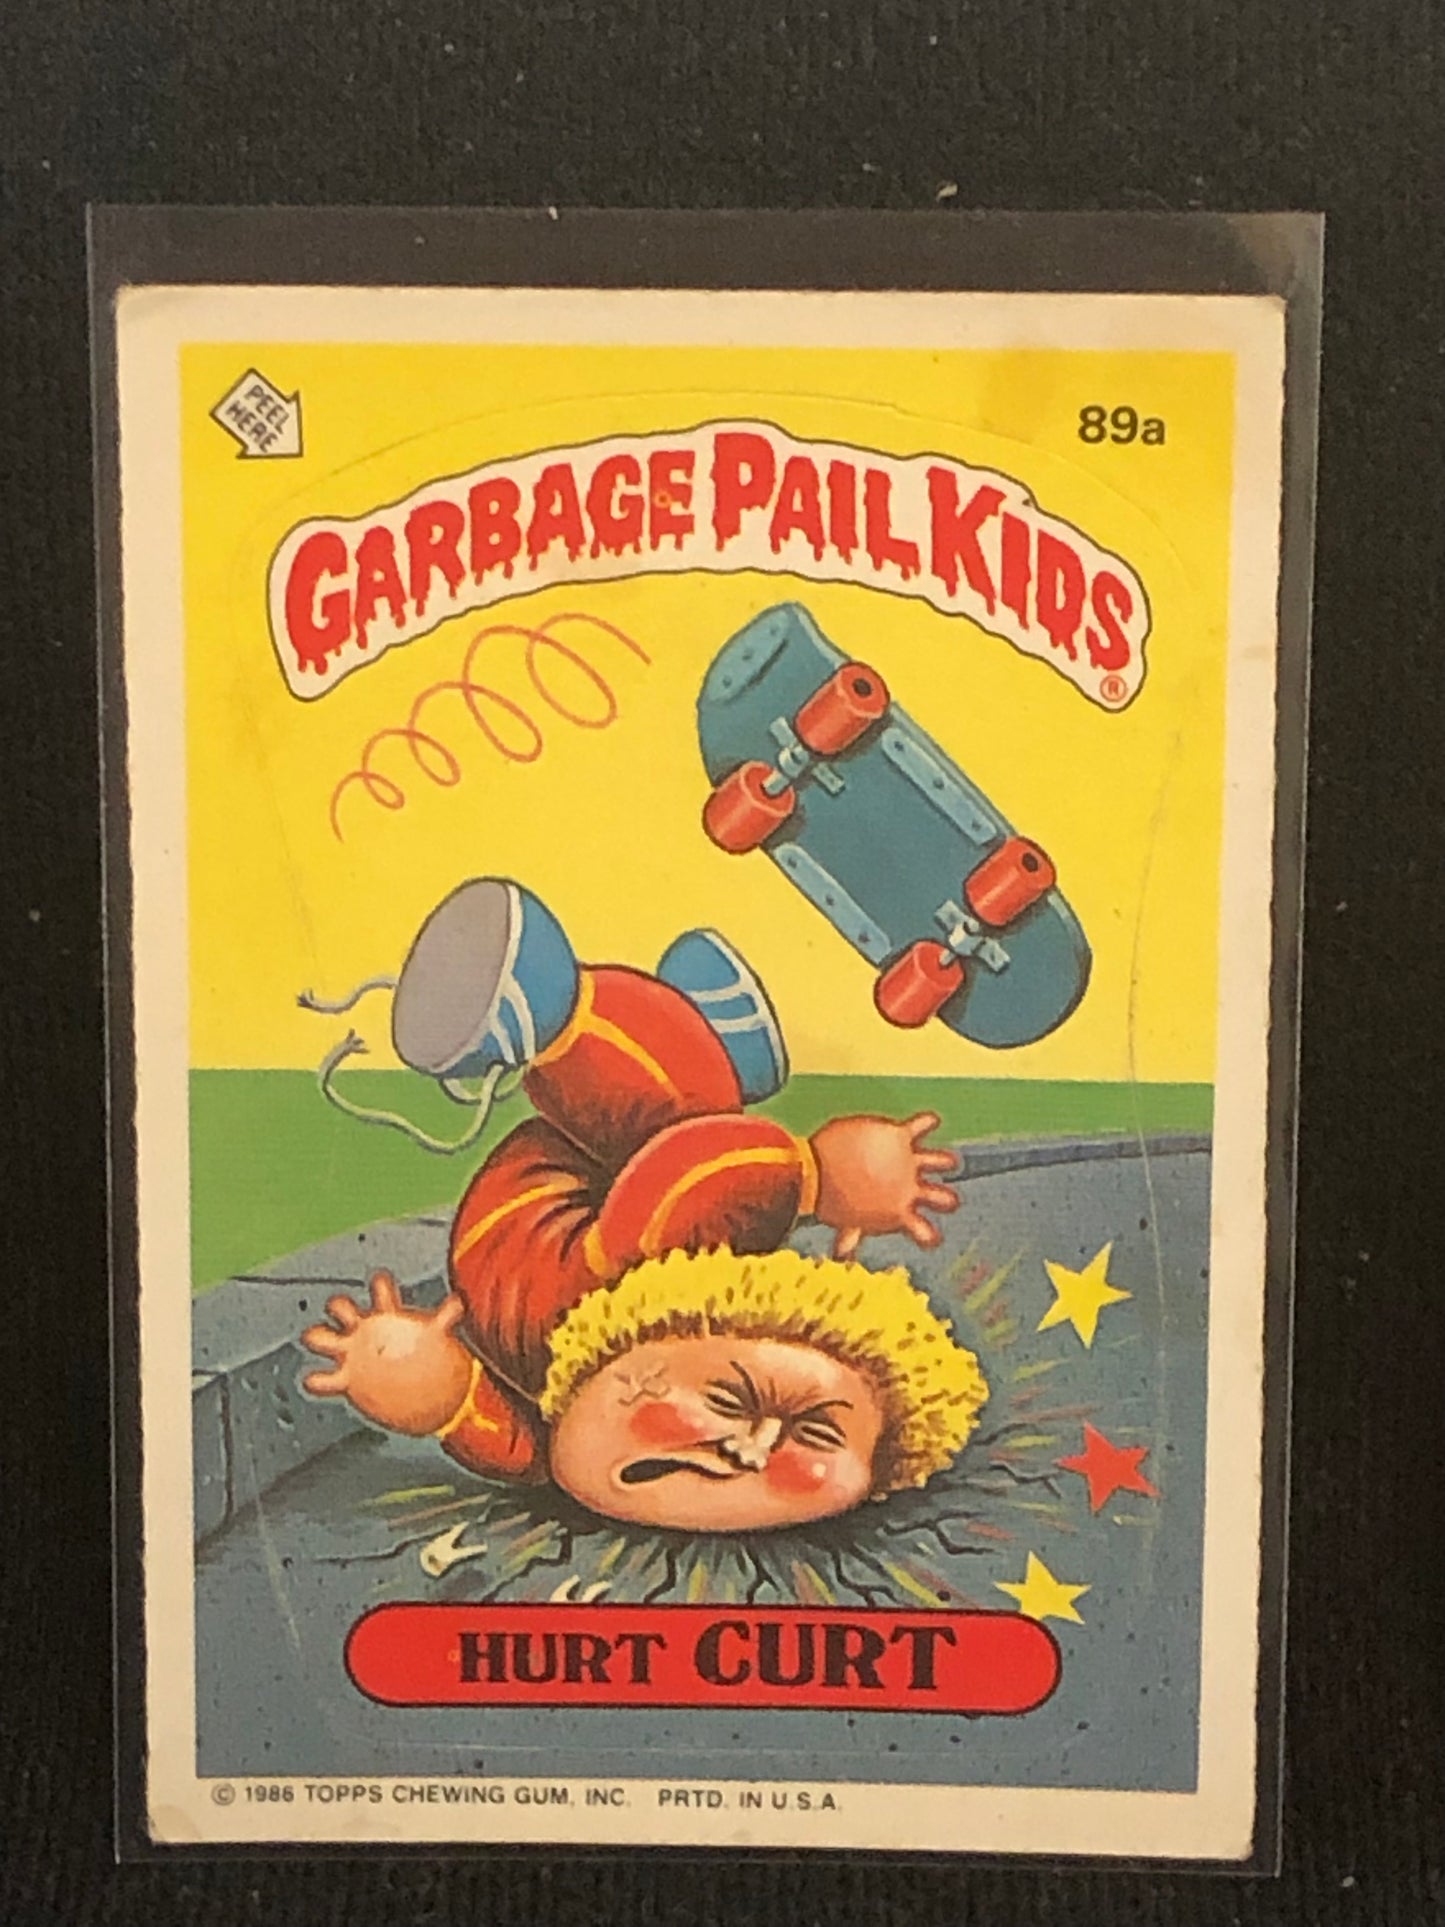 PEEL
HERE
89a
GARBAGE PAIL KIDS
®
HURT CURT
© 1986 TOPPS CHEWING GUM, INC. PRTD. IN U.S.A.